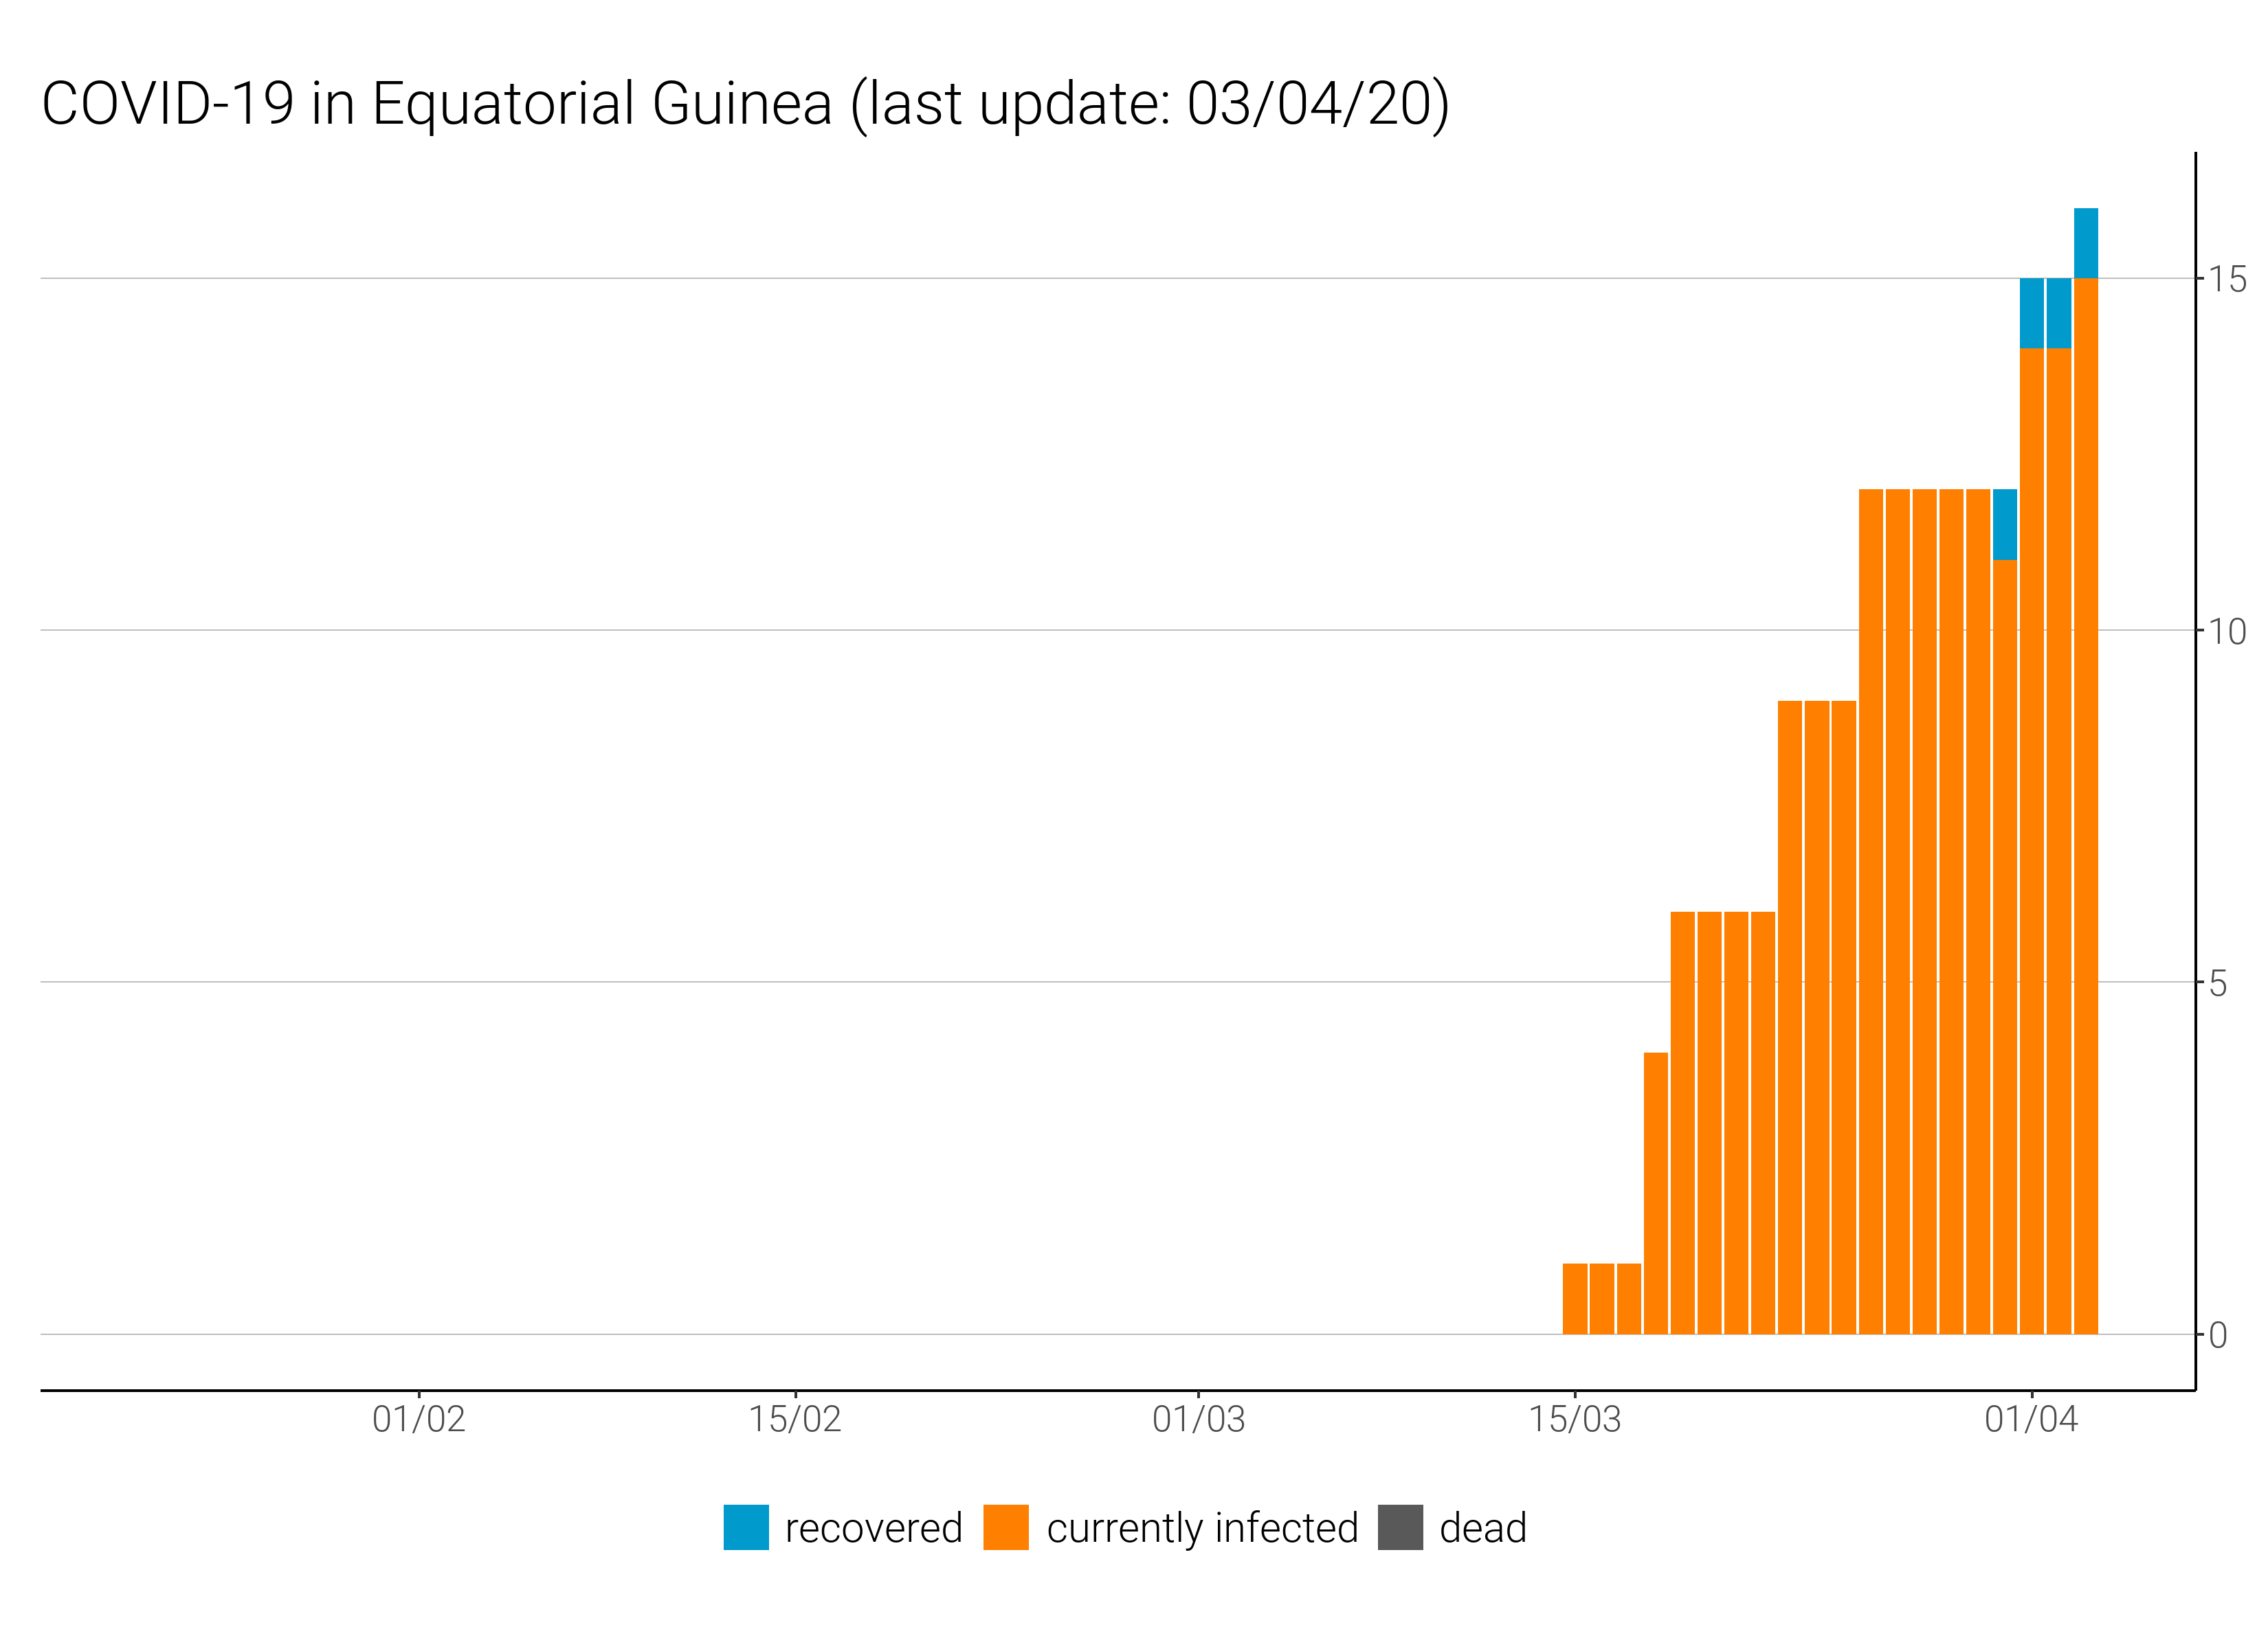 COVID-19 in Equatorial Guinea (last update: 03/04/20)
15
10
5
0
01/02 15/02 01/03 15/03 01/04
recovered currently infected dead